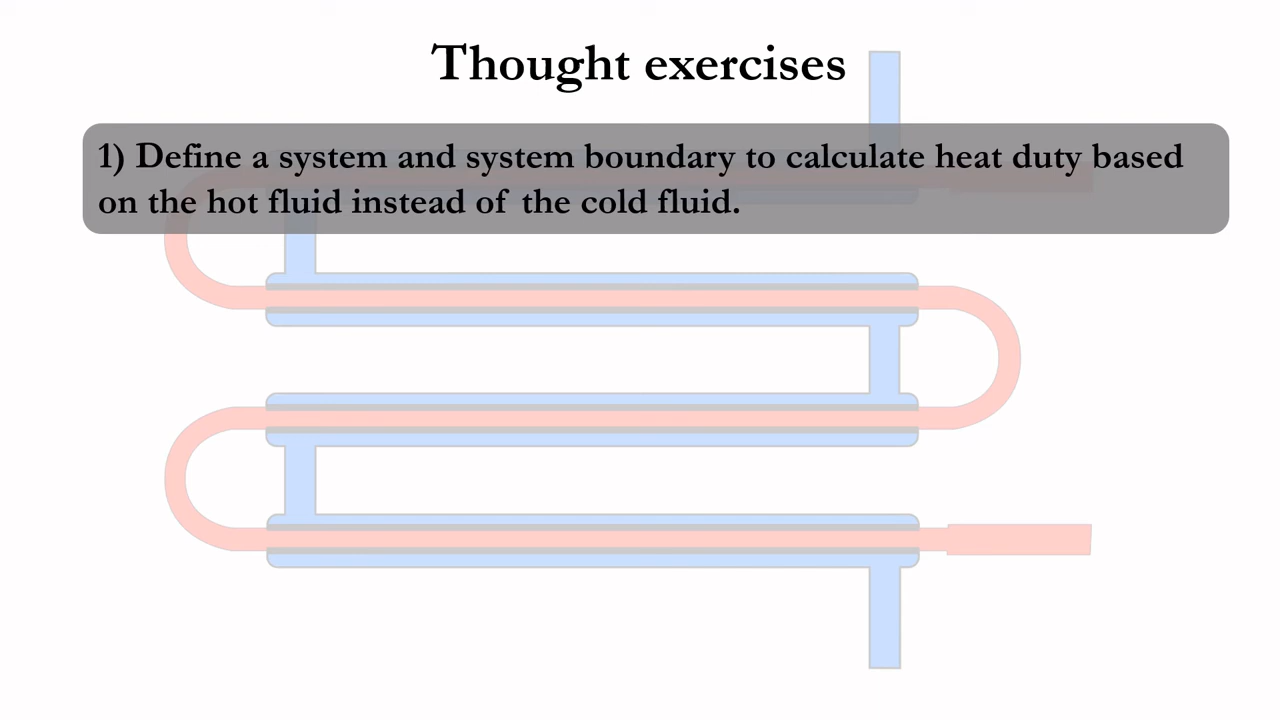 Thought exercises
1) Define a system and system boundary to calculate heat duty based
on the hot fluid instead of the cold fluid.